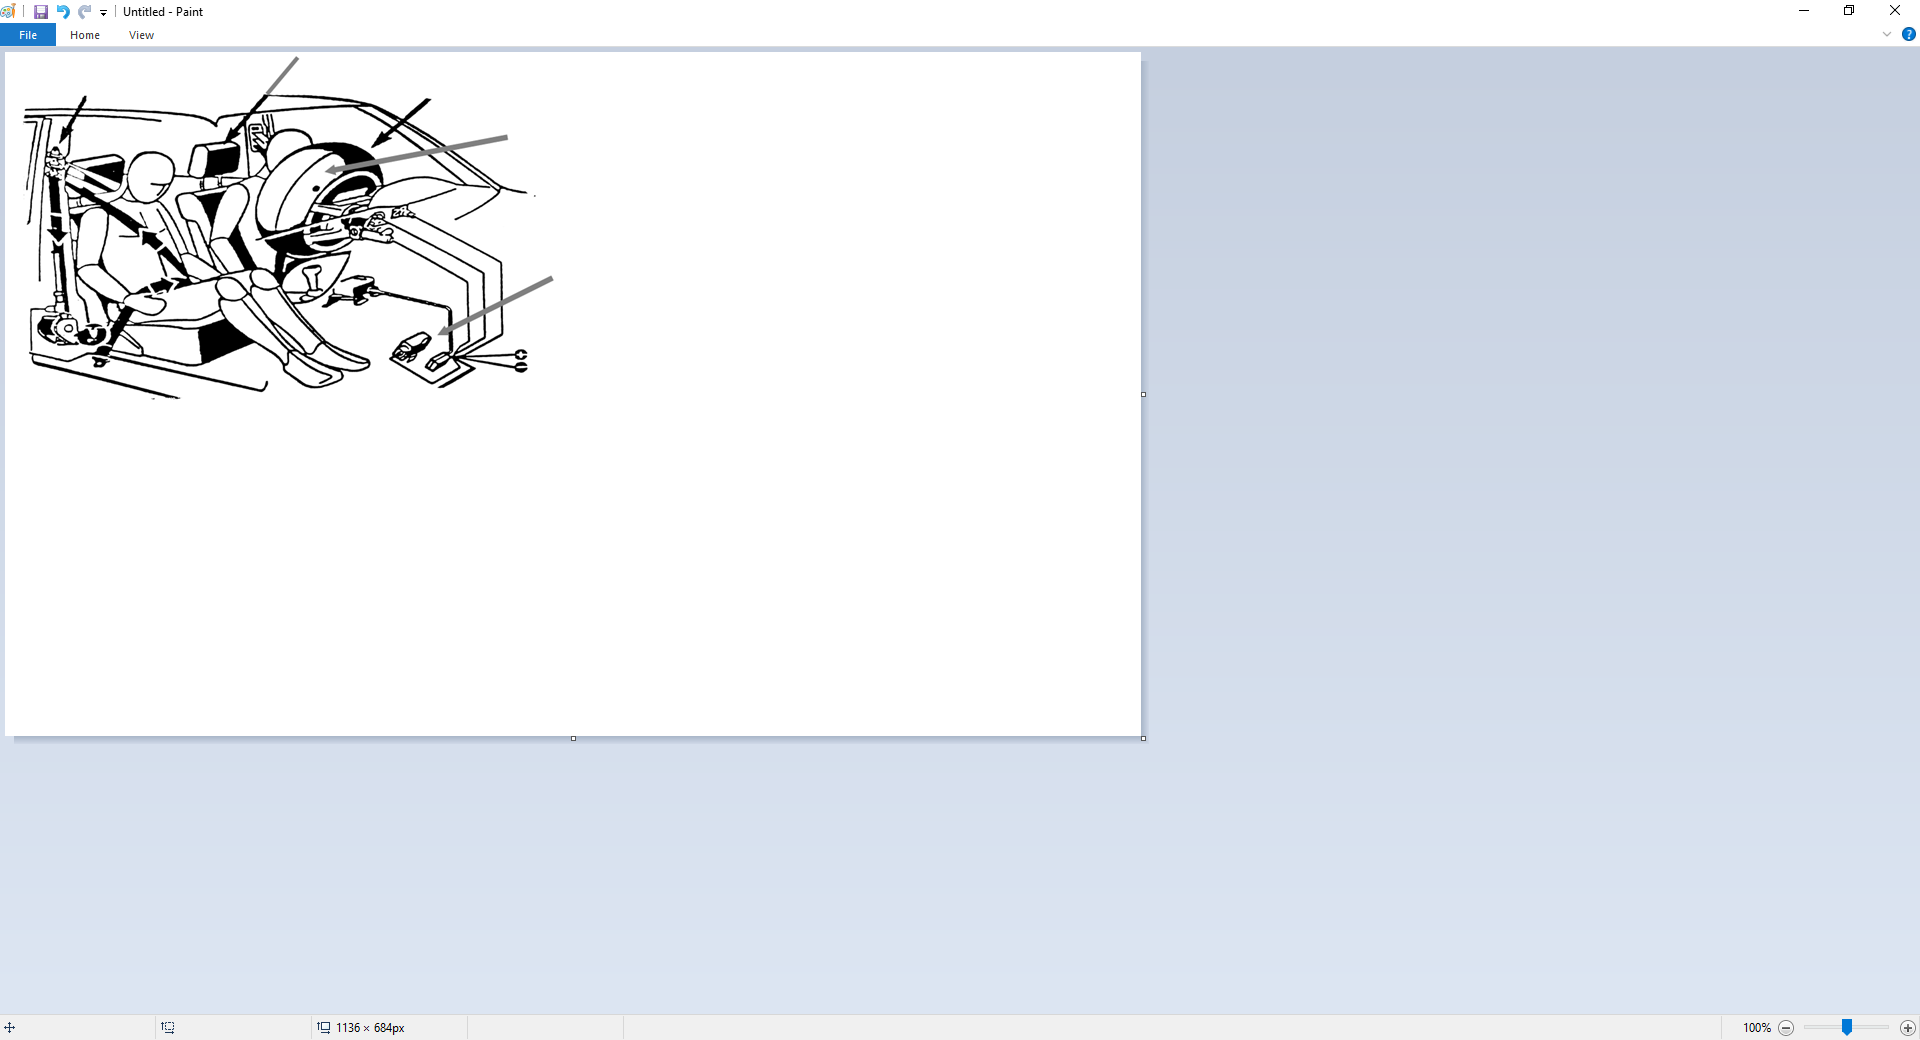 Untitled - Paint
File Home View
1136 × 684px
100%